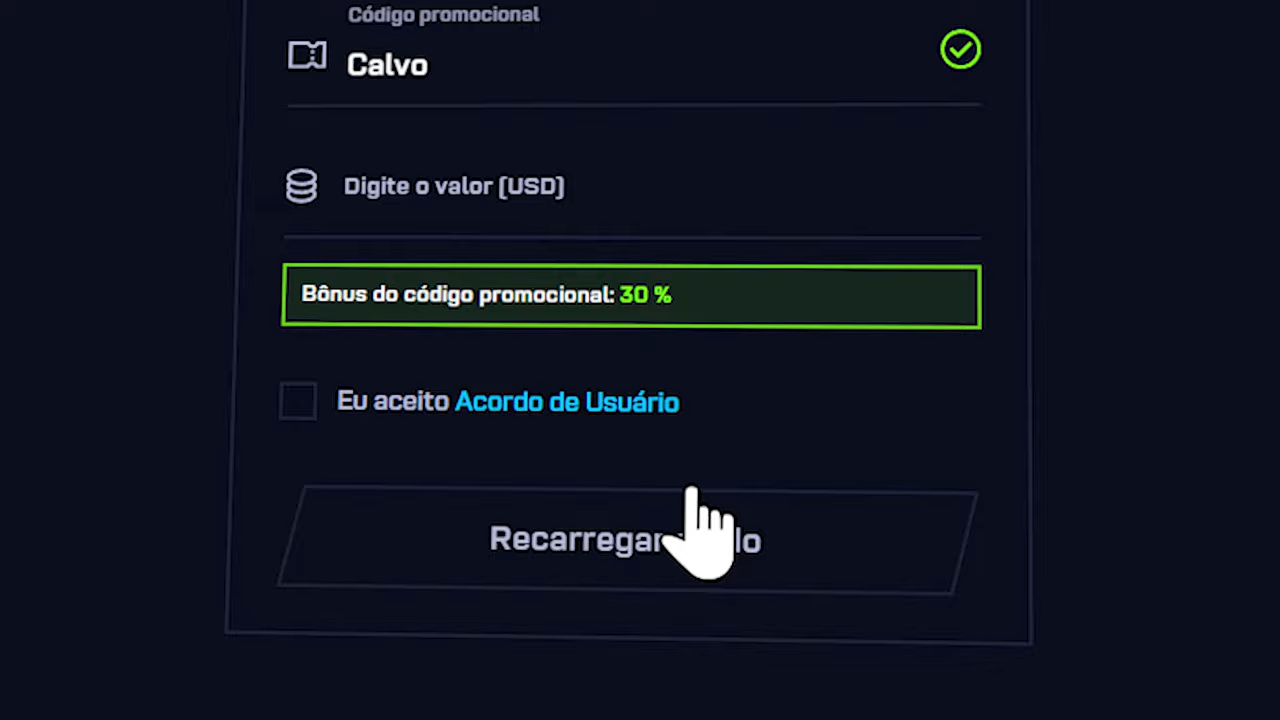 Código promocional
Calvo
Digite o valor (USD)
Bônus do código promocional: 30 %
Eu aceito Acordo de Usuário
Recarregar